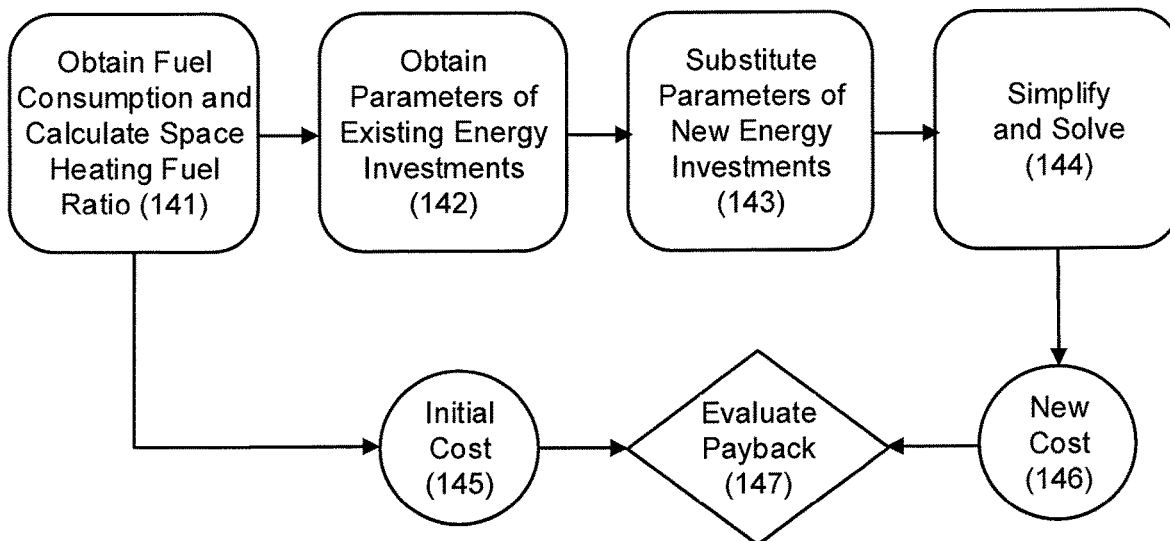 Obtain Fuel
Consumption and
Calculate Space
Heating Fuel
Ratio (141)
Obtain
Parameters of
Existing Energy
Investments
(142)
Substitute
Parameters of
New Energy
Investments
(143)
Simplify
and Solve
(144)
Initial
Cost
(145)
Evaluate
Payback
(147)
New
Cost
(146)